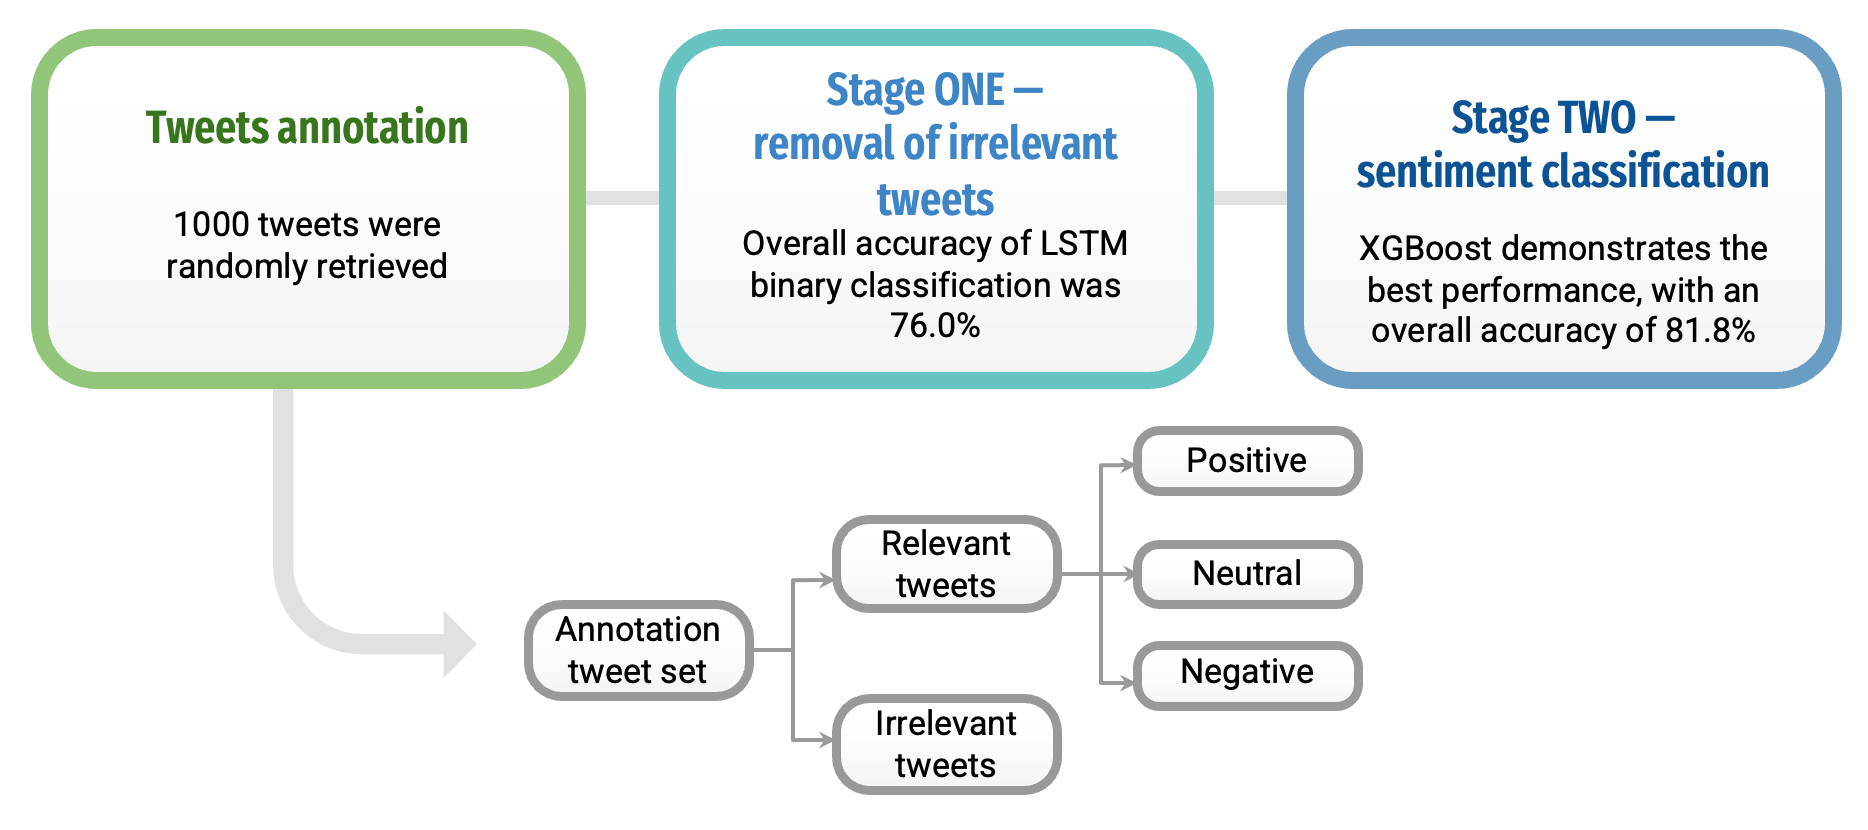 Tweets annotation
1000 tweets were
randomly retrieved
Stage ONE —
removal of irrelevant
tweets
Overall accuracy of LSTM
binary classification was
76.0%
Stage TWO —
sentiment classification
XGBoost demonstrates the
best performance, with an
overall accuracy of 81.8%
Annotation
tweet set
Relevant
tweets
Irrelevant
tweets
Positive
Neutral
Negative